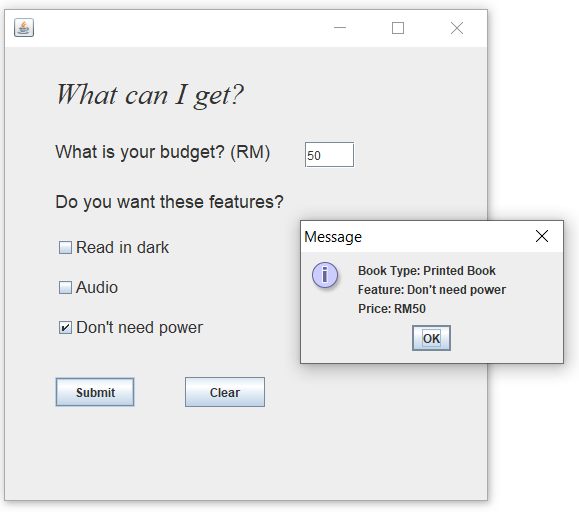 What can I get?
What is your budget? (RM)
50
Do you want these features?
Read in dark
Audio
Don't need power
Submit
Clear
Message
Book Type: Printed Book
Feature: Don't need power
Price: RM50
OK